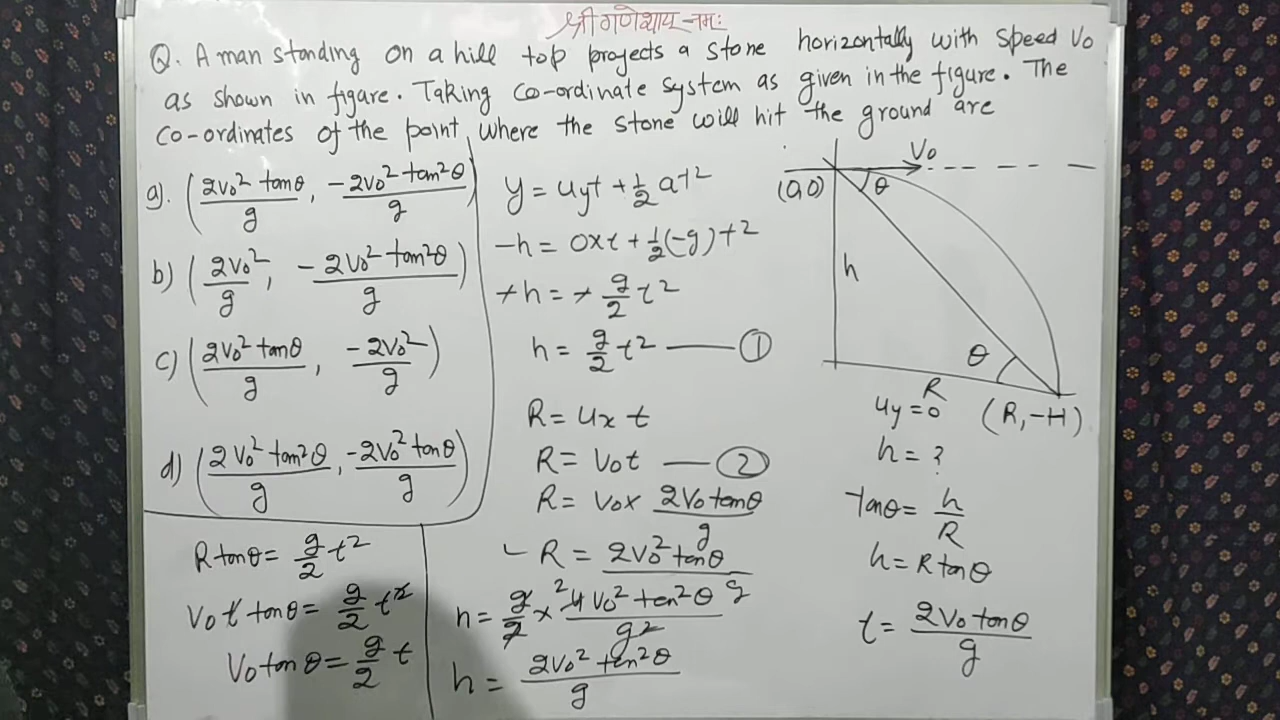 श्री गणेशाय नमः
Q. A man standing on a hill top projects a stone horizontally with speed V₀
as shown in figare. Taking co-ordinate system as given in the figure. The
co-ordinates of the point where the stone will hit the ground are
a). (2V₀² tanθ / g, -2V₀² tan²θ / g)
b) (2V₀² / g, -2V₀² tan²θ / g)
c) (2V₀² tanθ / g, -2V₀² / g)
d) (2V₀² tan²θ / g, -2V₀² tanθ / g)
R tanθ = g/2 t²
V₀ t tanθ = g/2 t²
V₀ tanθ = g/2 t
y = uyt + 1/2 at²
-h = 0xt + 1/2 (-g) t²
-h = - g/2 t²
h = g/2 t² — ①
R = ux t
R = V₀t — ②
R = V₀ x 2V₀ tanθ / g
R = 2V₀² tanθ / g
h = g/2 x 4V₀² tan²θ / g²
2
h = 2V₀² tan²θ / g
V₀
(0,0)
θ
h
θ
R
(R, -H)
uy = 0
h = ?
Tanθ = h/R
h = R tanθ
t = 2V₀ tanθ / g